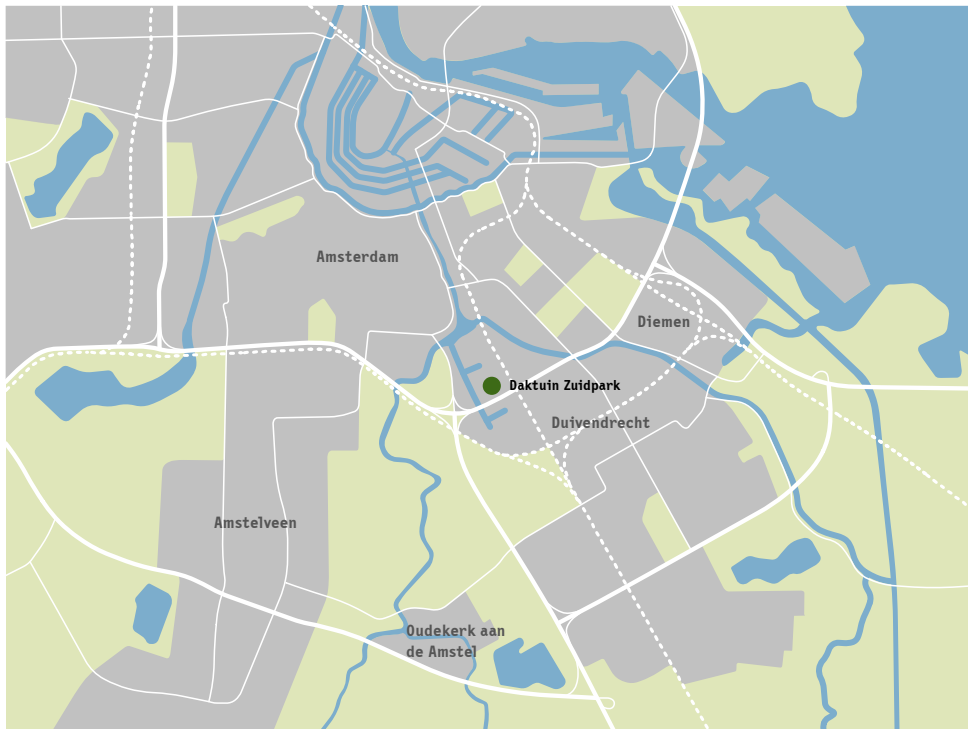 Amsterdam
Diemen
Daktuin Zuidpark
Duivendrecht
Amstelveen
Oudekerk aan
de Amstel